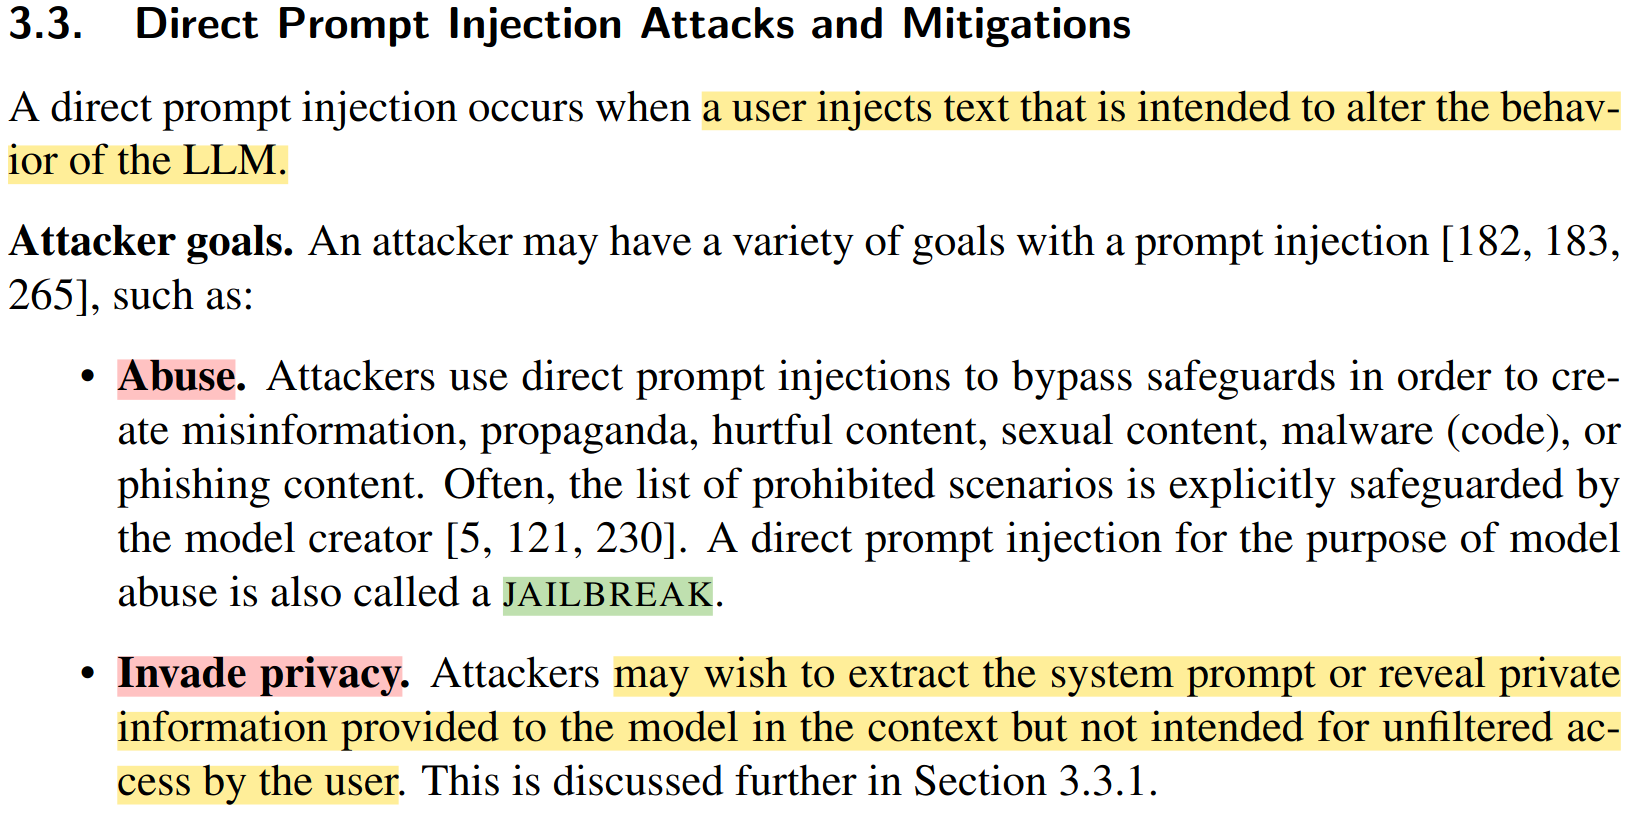 3.3. Direct Prompt Injection Attacks and Mitigations
A direct prompt injection occurs when a user injects text that is intended to alter the behav-
ior of the LLM.
Attacker goals. An attacker may have a variety of goals with a prompt injection [182, 183,
265], such as:
• Abuse. Attackers use direct prompt injections to bypass safeguards in order to cre-
ate misinformation, propaganda, hurtful content, sexual content, malware (code), or
phishing content. Often, the list of prohibited scenarios is explicitly safeguarded by
the model creator [5, 121, 230]. A direct prompt injection for the purpose of model
abuse is also called a JAILBREAK.
• Invade privacy. Attackers may wish to extract the system prompt or reveal private
information provided to the model in the context but not intended for unfiltered ac-
cess by the user. This is discussed further in Section 3.3.1.